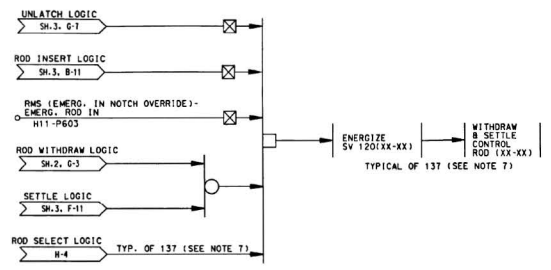 UNLATCH LOGIC
SH.3, G-7
ROD INSERT LOGIC
SH.3, B-11
RMS (EMERG. IN NOTCH OVERRIDE)-
EMERG. ROD IN
H11-P603
ROD WITHDRAW LOGIC
SH.2, G-3
SETTLE LOGIC
SH.3, F-11
ROD SELECT LOGIC
H-4
TYP. OF 137 (SEE NOTE 7)
ENERGIZE
SV 120(XX-XX)
WITHDRAW
& SETTLE
CONTROL
ROD (XX-XX)
TYPICAL OF 137 (SEE NOTE 7)